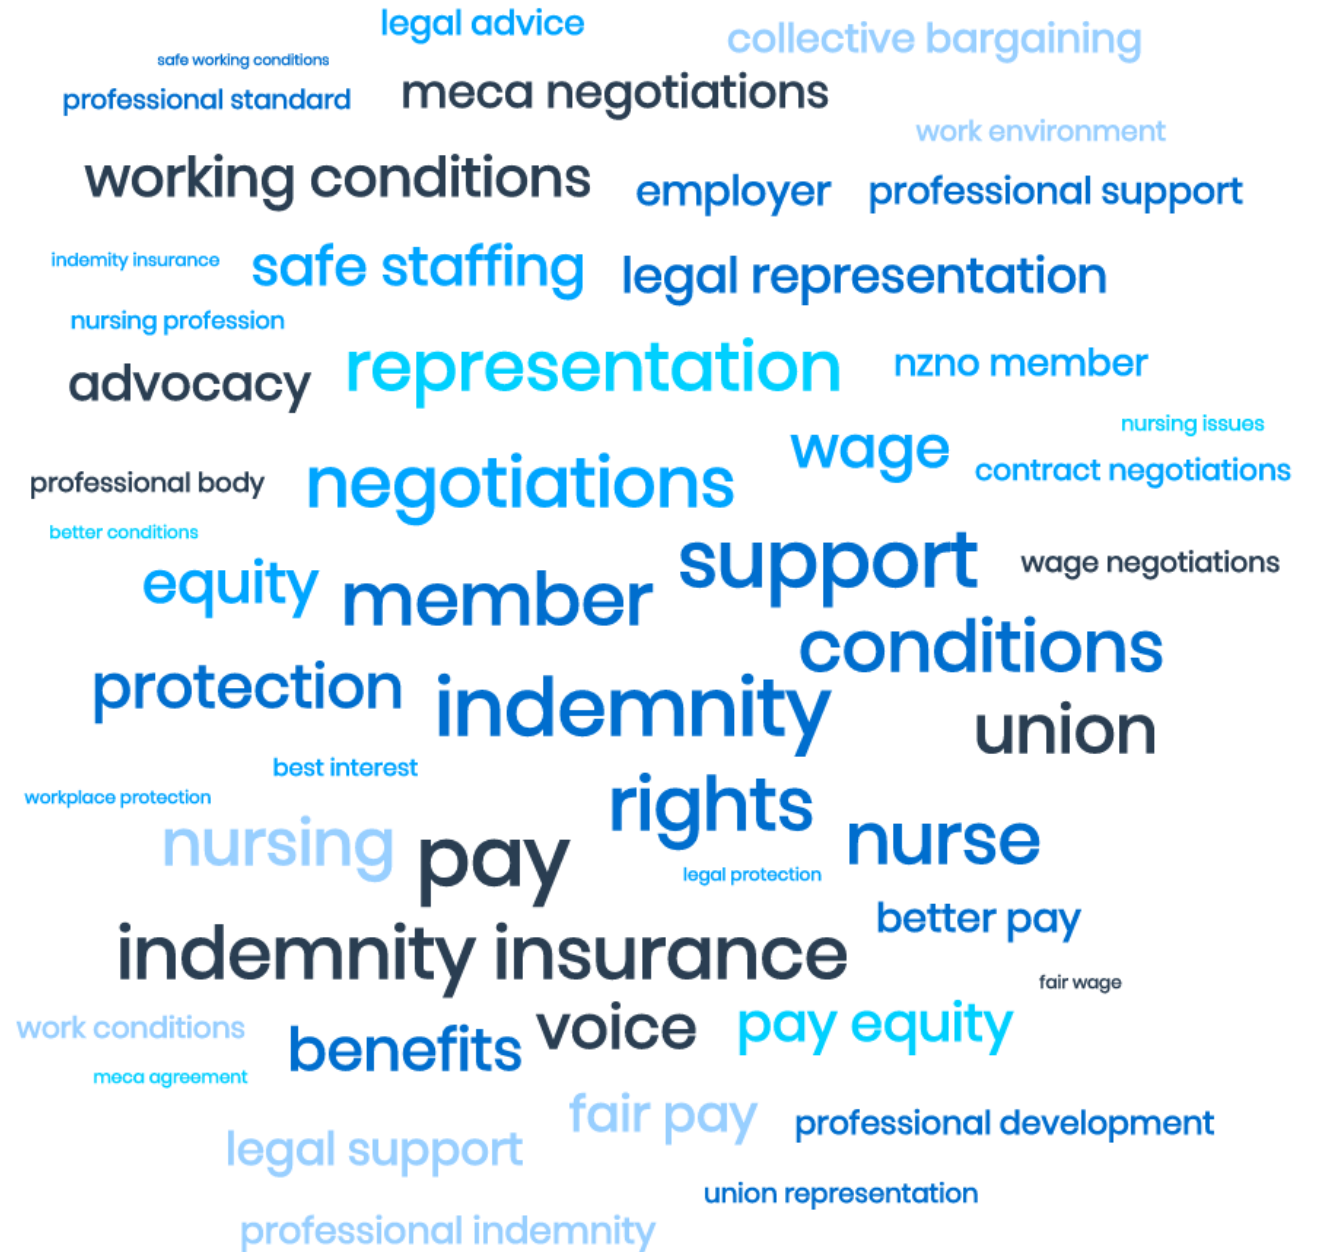 legal advice
collective bargaining
safe working conditions
professional standard
meca negotiations
work environment
working conditions
employer
professional support
indemity insurance
safe staffing
legal representation
nursing profession
advocacy
representation
nzno member
nursing issues
wage
contract negotiations
professional body
negotiations
better conditions
support
wage negotiations
equity
member
conditions
protection
indemnity
union
best interest
workplace protection
rights
nursing
pay
nurse
legal protection
better pay
indemnity insurance
fair wage
work conditions
benefits
voice
pay equity
meca agreement
fair pay
professional development
legal support
union representation
professional indemnity